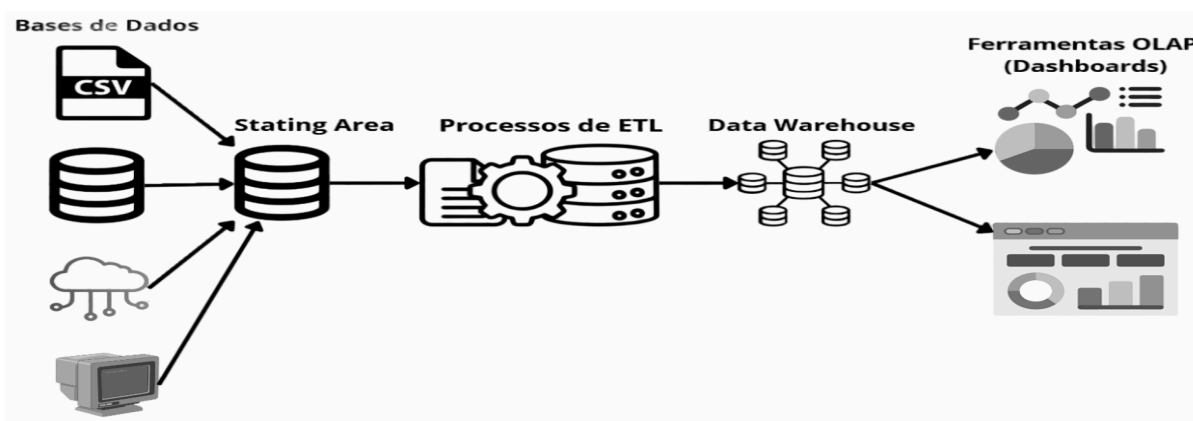 Bases de Dados
CSV
Stating Area
Processos de ETL
Data Warehouse
Ferramentas OLAP
(Dashboards)